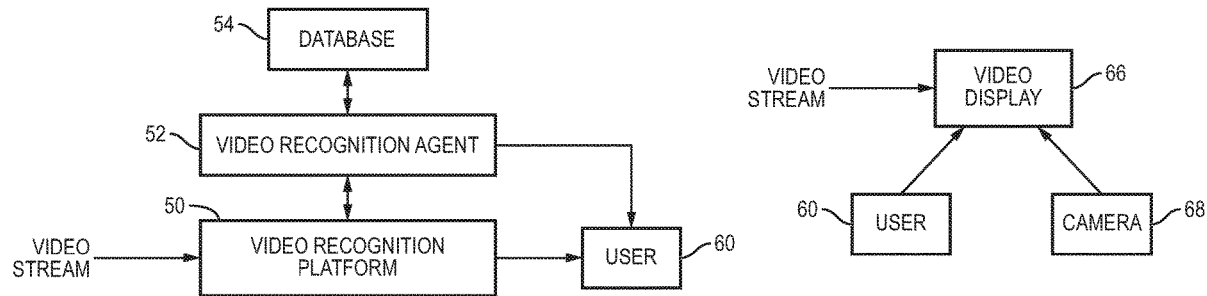 54
DATABASE
52
VIDEO RECOGNITION AGENT
50
VIDEO
STREAM
VIDEO RECOGNITION
PLATFORM
USER
60
VIDEO
STREAM
VIDEO
DISPLAY
66
60
USER
CAMERA
68